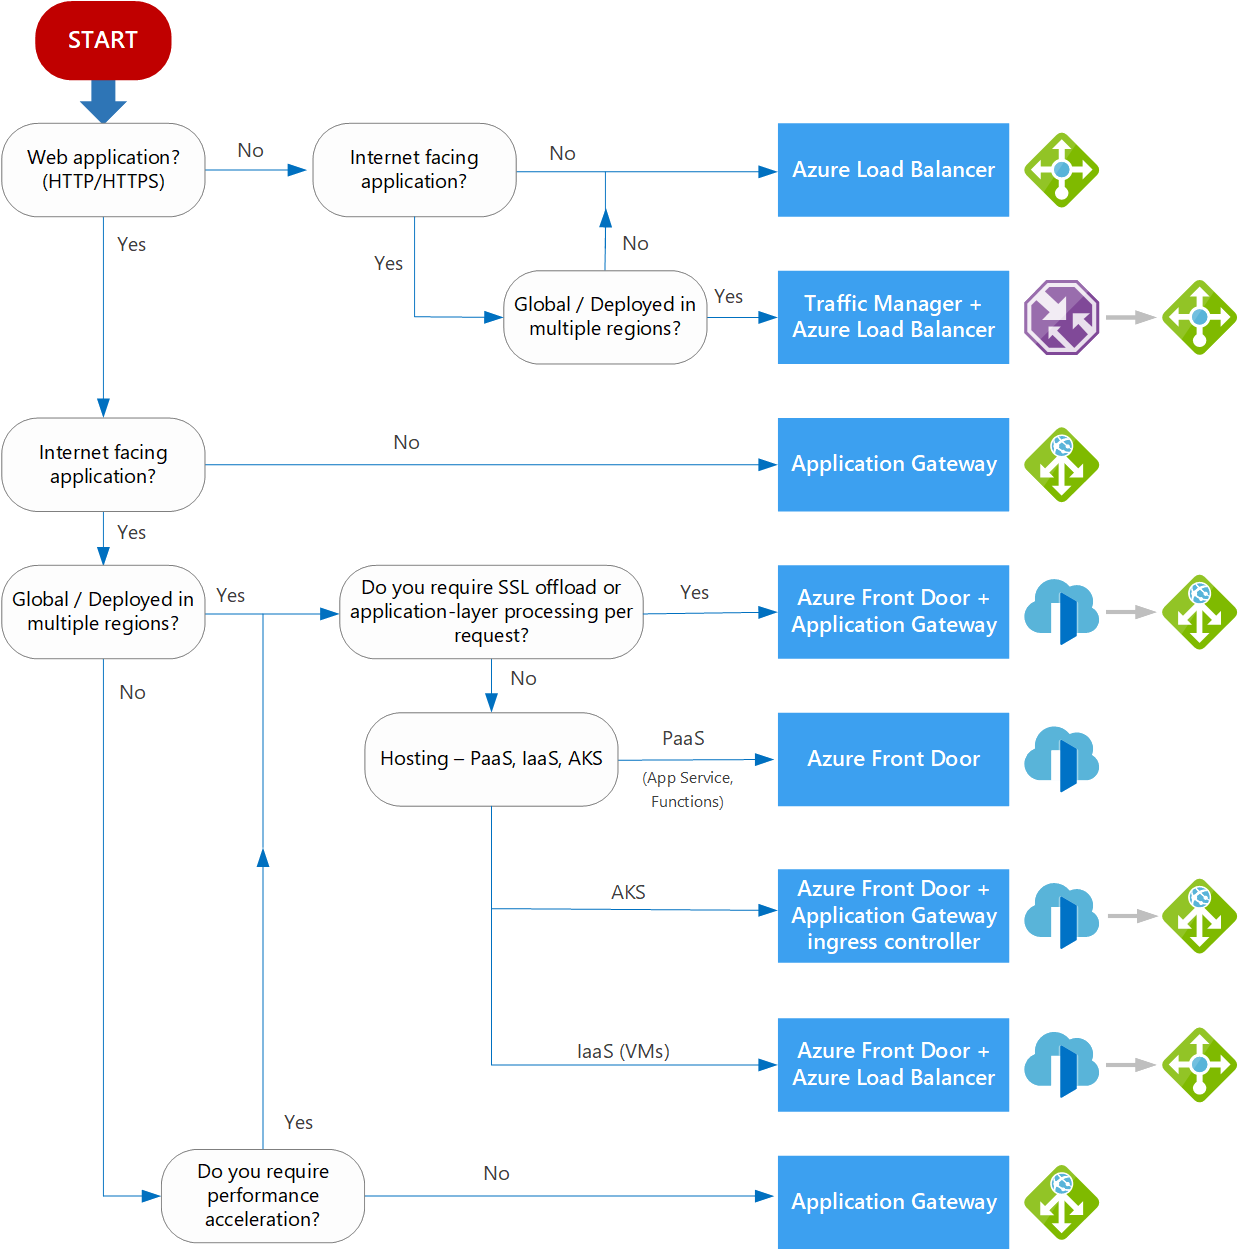 START
Web application?
(HTTP/HTTPS)
No
Internet facing
application?
No
Azure Load Balancer
Yes
Yes
No
Global / Deployed in
multiple regions?
Yes
Traffic Manager +
Azure Load Balancer
Internet facing
application?
No
Application Gateway
Yes
Global / Deployed in
multiple regions?
Yes
Do you require SSL offload or
application-layer processing per
request?
Yes
Azure Front Door +
Application Gateway
No
No
Hosting – PaaS, IaaS, AKS
PaaS
(App Service,
Functions)
Azure Front Door
AKS
Azure Front Door +
Application Gateway
ingress controller
IaaS (VMs)
Azure Front Door +
Azure Load Balancer
Yes
Do you require
performance
acceleration?
No
Application Gateway